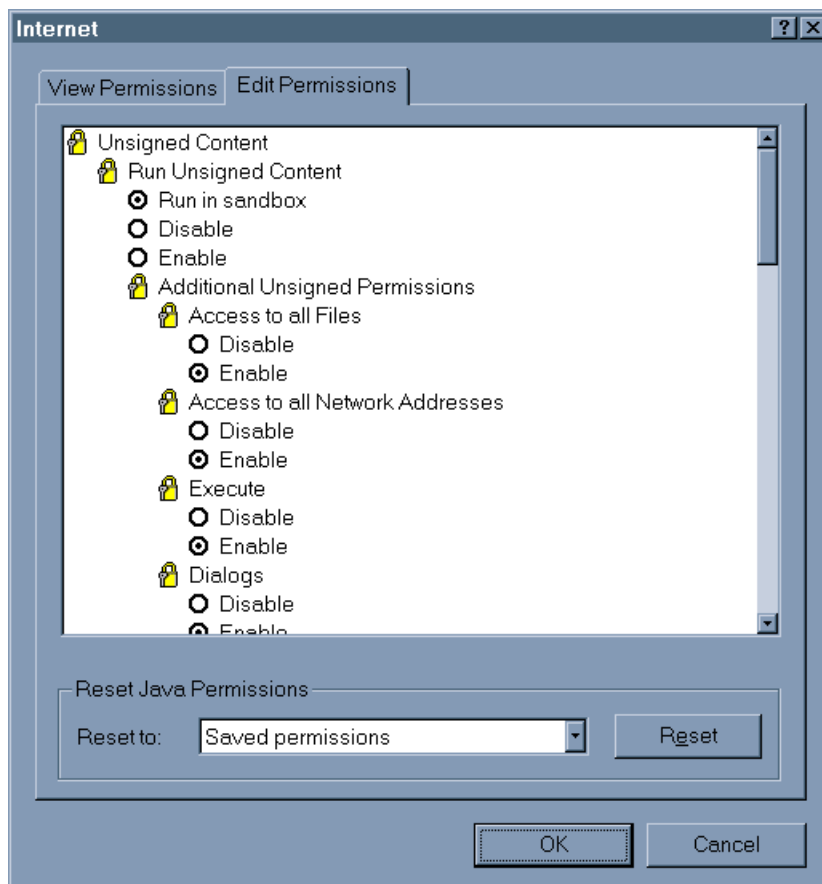 Internet
View Permissions Edit Permissions
Unsigned Content
Run Unsigned Content
Run in sandbox
Disable
Enable
Additional Unsigned Permissions
Access to all Files
Disable
Enable
Access to all Network Addresses
Disable
Enable
Execute
Disable
Enable
Dialogs
Disable
Enable
Reset Java Permissions
Reset to: Saved permissions Reset
OK Cancel